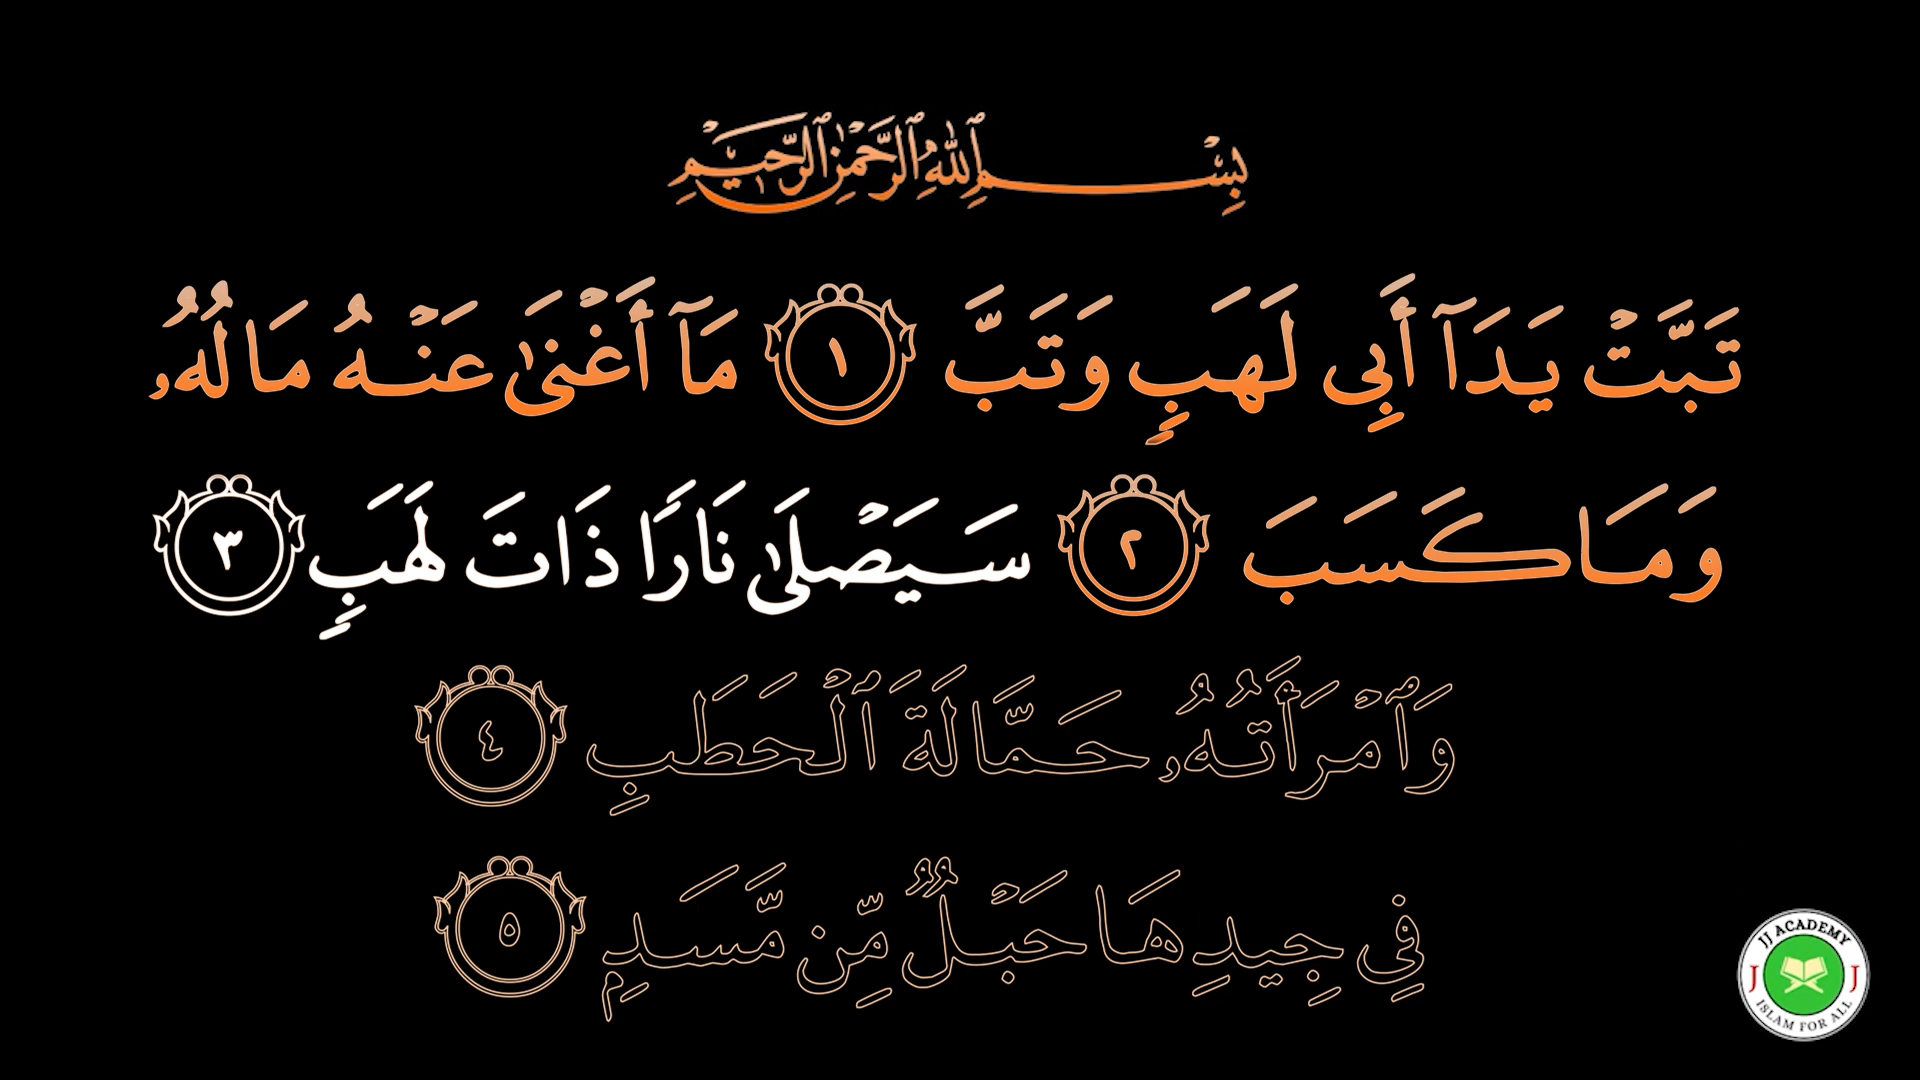 بِسْمِ ٱللَّهِ ٱلرَّحْمَٰنِ ٱلرَّحِيمِ
تَبَّتْ يَدَآ أَبِى لَهَبٍ وَتَبَّ ١ مَآ أَغْنَىٰ عَنْهُ مَالُهُۥ
وَمَا كَسَبَ ٢ سَيَصْلَىٰ نَارًا ذَاتَ لَهَبٍ ٣
وَٱمْرَأَتُهُۥ حَمَّالَةَ ٱلْحَطَبِ ٤
فِى جِيدِهَا حَبْلٌ مِّن مَّسَدٍۭ ٥
JJ ACADEMY
J J
ISLAM FOR ALL